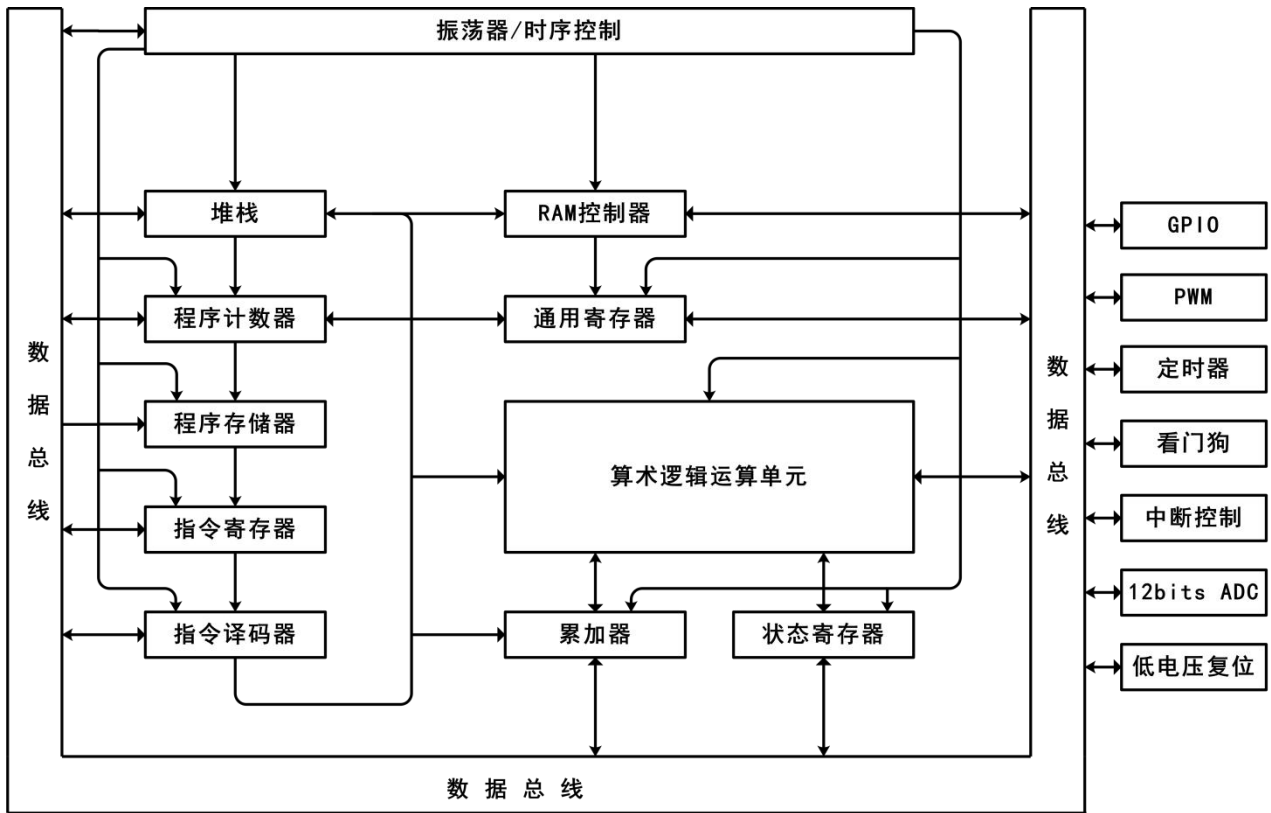 振荡器/时序控制
堆栈
RAM控制器
GPIO
PWM
程序计数器
通用寄存器
数据总线
数据总线
定时器
程序存储器
看门狗
算术逻辑运算单元
指令寄存器
中断控制
12bits ADC
指令译码器
累加器
状态寄存器
低电压复位
数据总线